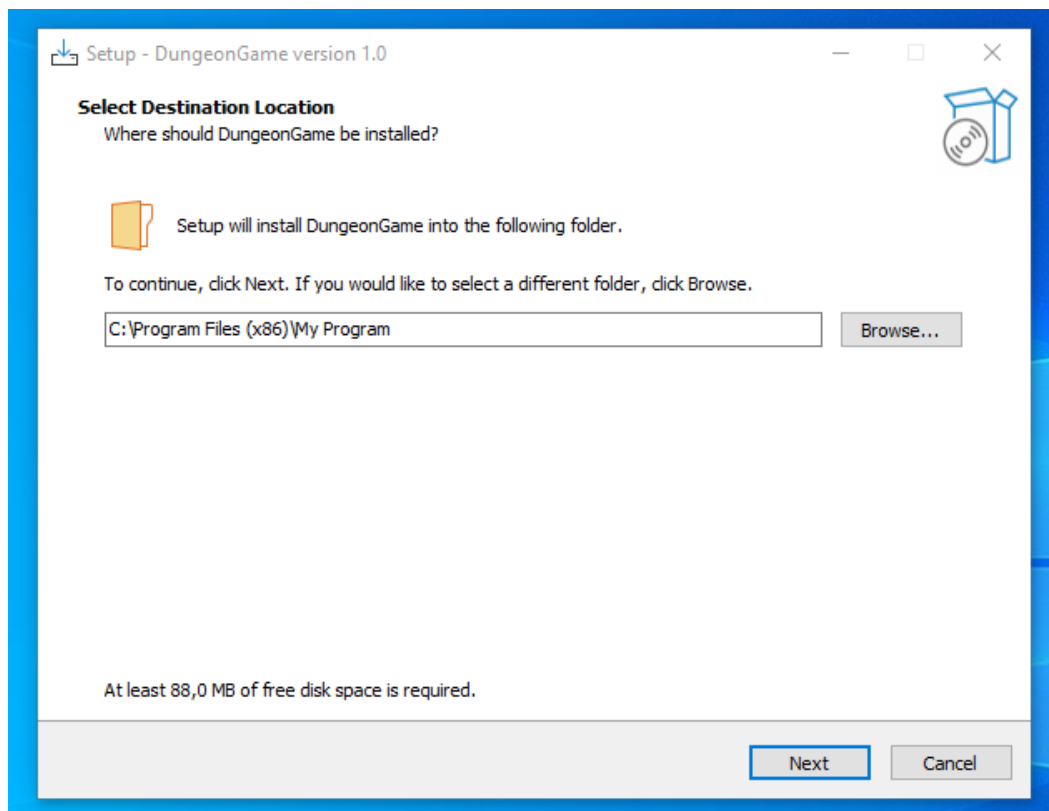 Setup - DungeonGame version 1.0
Select Destination Location
Where should DungeonGame be installed?
Setup will install DungeonGame into the following folder.
To continue, click Next. If you would like to select a different folder, click Browse.
C:\Program Files (x86)\My Program
Browse...
At least 88,0 MB of free disk space is required.
Next
Cancel